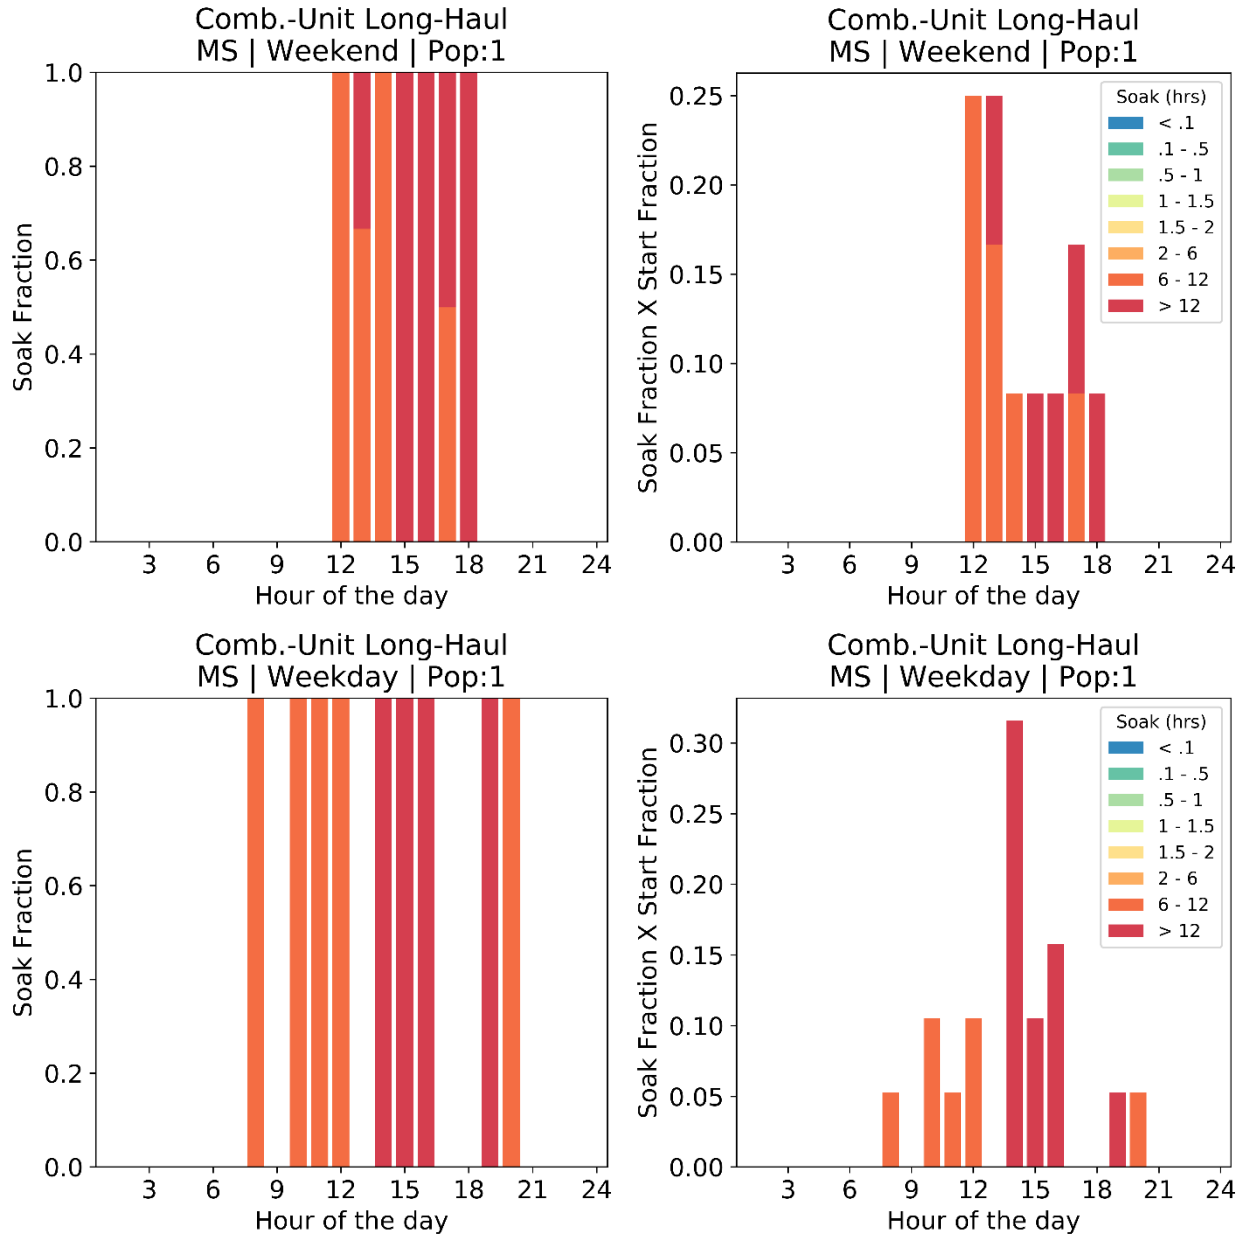 Comb.-Unit Long-Haul
MS | Weekend | Pop:1
1.0
0.8
0.6
0.4
0.2
0.0
Soak Fraction
3 6 9 12 15 18 21 24
Hour of the day
Comb.-Unit Long-Haul
MS | Weekend | Pop:1
0.25
0.20
0.15
0.10
0.05
0.00
Soak Fraction X Start Fraction
Soak (hrs)
< .1
.1 - .5
.5 - 1
1 - 1.5
1.5 - 2
2 - 6
6 - 12
> 12
3 6 9 12 15 18 21 24
Hour of the day
Comb.-Unit Long-Haul
MS | Weekday | Pop:1
1.0
0.8
0.6
0.4
0.2
0.0
Soak Fraction
3 6 9 12 15 18 21 24
Hour of the day
Comb.-Unit Long-Haul
MS | Weekday | Pop:1
0.30
0.25
0.20
0.15
0.10
0.05
0.00
Soak Fraction X Start Fraction
Soak (hrs)
< .1
.1 - .5
.5 - 1
1 - 1.5
1.5 - 2
2 - 6
6 - 12
> 12
3 6 9 12 15 18 21 24
Hour of the day